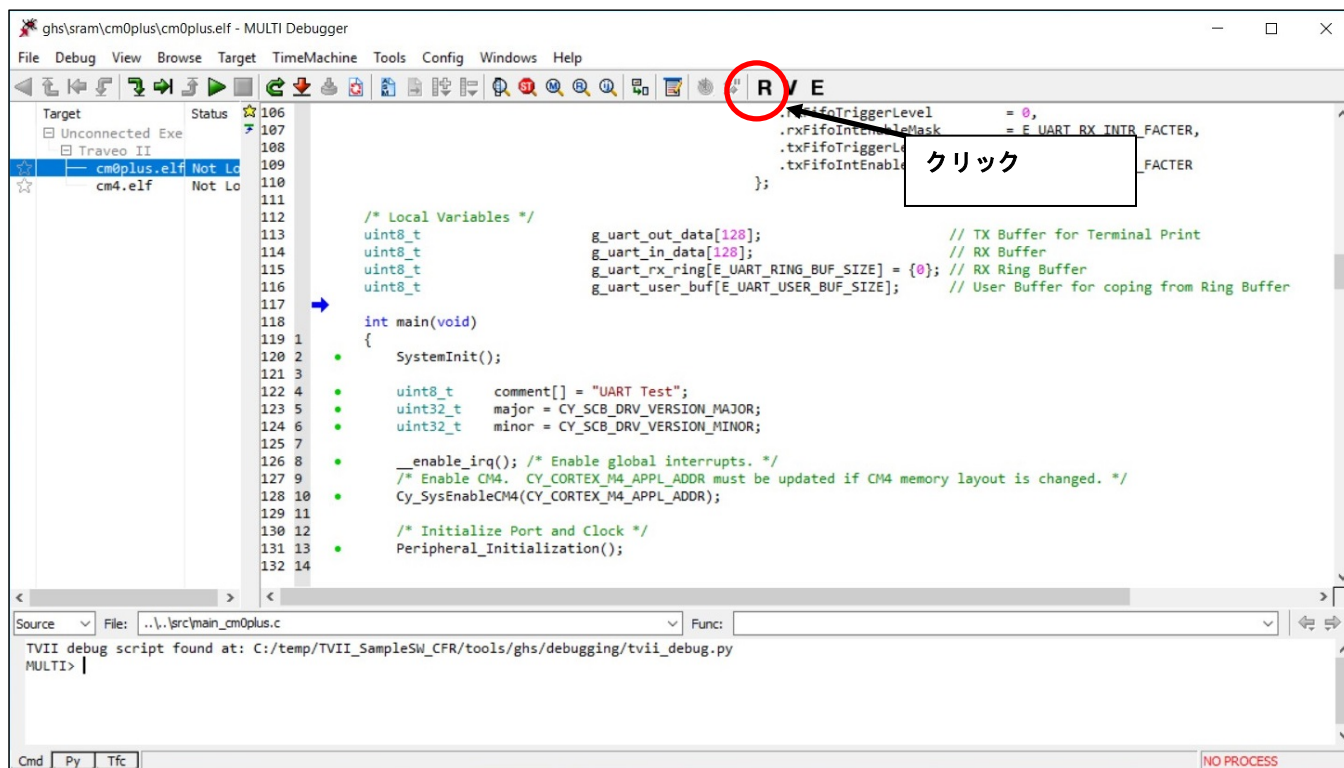 ghs\sram\cm0plus\cm0plus.elf - MULTI Debugger
File Debug View Browse Target TimeMachine Tools Config Windows Help
R V E
Target Status
Unconnected Exe
Traveo II
cm0plus.elf Not Lo
cm4.elf Not Lo
106 .rxFifoTriggerLevel = 0,
107 .rxFifoIntEnableMask = E_UART_RX_INTR_FACTER,
108 .txFifoTriggerLe
109 .txFifoIntEnabl _FACTER
110 };
クリック
111
112 /* Local Variables */
113 uint8_t g_uart_out_data[128]; // TX Buffer for Terminal Print
114 uint8_t g_uart_in_data[128]; // RX Buffer
115 uint8_t g_uart_rx_ring[E_UART_RING_BUF_SIZE] = {0}; // RX Ring Buffer
116 uint8_t g_uart_user_buf[E_UART_USER_BUF_SIZE]; // User Buffer for coping from Ring Buffer
117
118 int main(void)
119 1 {
120 2 SystemInit();
121 3
122 4 uint8_t comment[] = "UART Test";
123 5 uint32_t major = CY_SCB_DRV_VERSION_MAJOR;
124 6 uint32_t minor = CY_SCB_DRV_VERSION_MINOR;
125 7
126 8 __enable_irq(); /* Enable global interrupts. */
127 9 /* Enable CM4. CY_CORTEX_M4_APPL_ADDR must be updated if CM4 memory layout is changed. */
128 10 Cy_SysEnableCM4(CY_CORTEX_M4_APPL_ADDR);
129 11
130 12 /* Initialize Port and Clock */
131 13 Peripheral_Initialization();
132 14
Source File: ..\..\src\main_cm0plus.c Func:
TVII debug script found at: C:/temp/TVII_SampleSW_CFR/tools/ghs/debugging/tvii_debug.py
MULTI>
Cmd Py Tfc NO PROCESS